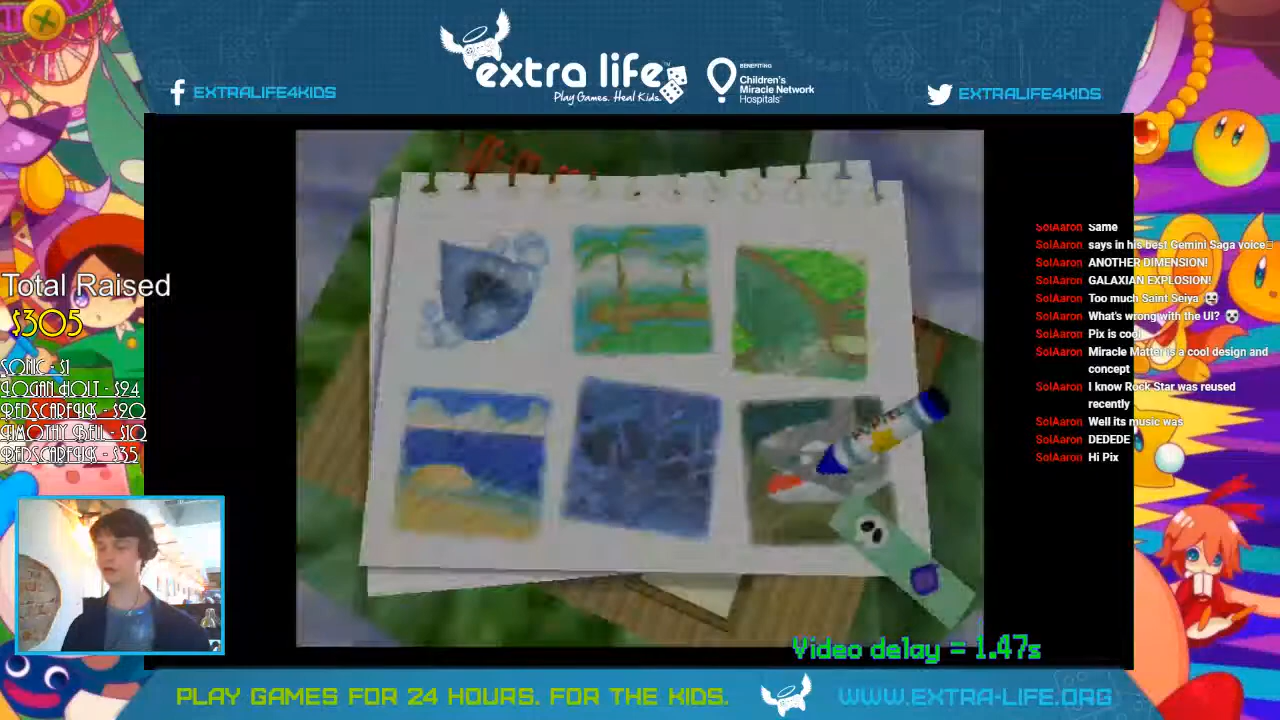 extra life™
Play Games. Heal Kids.
BENEFITING
Children's
Miracle Network
Hospitals®
EXTRALIFE4KIDS
EXTRALIFE4KIDS
Total Raised
$305
SONIC - $1
LOGAN HOLT - $24
REDSCARF414 - $20
TIMOTHY BELL - $10
REDSCARF414 - $35
SolAaron Same
SolAaron says in his best Gemini Saga voice
SolAaron ANOTHER DIMENSION!
SolAaron GALAXIAN EXPLOSION!
SolAaron Too much Saint Seiya
SolAaron What's wrong with the UI?
SolAaron Pix is cool
SolAaron Miracle Matter is a cool design and
concept
SolAaron I know Rock Star was reused
recently
SolAaron Well its music was
SolAaron DEDEDE
SolAaron Hi Pix
Video delay = 1.47s
PLAY GAMES FOR 24 HOURS. FOR THE KIDS.
WWW.EXTRA-LIFE.ORG